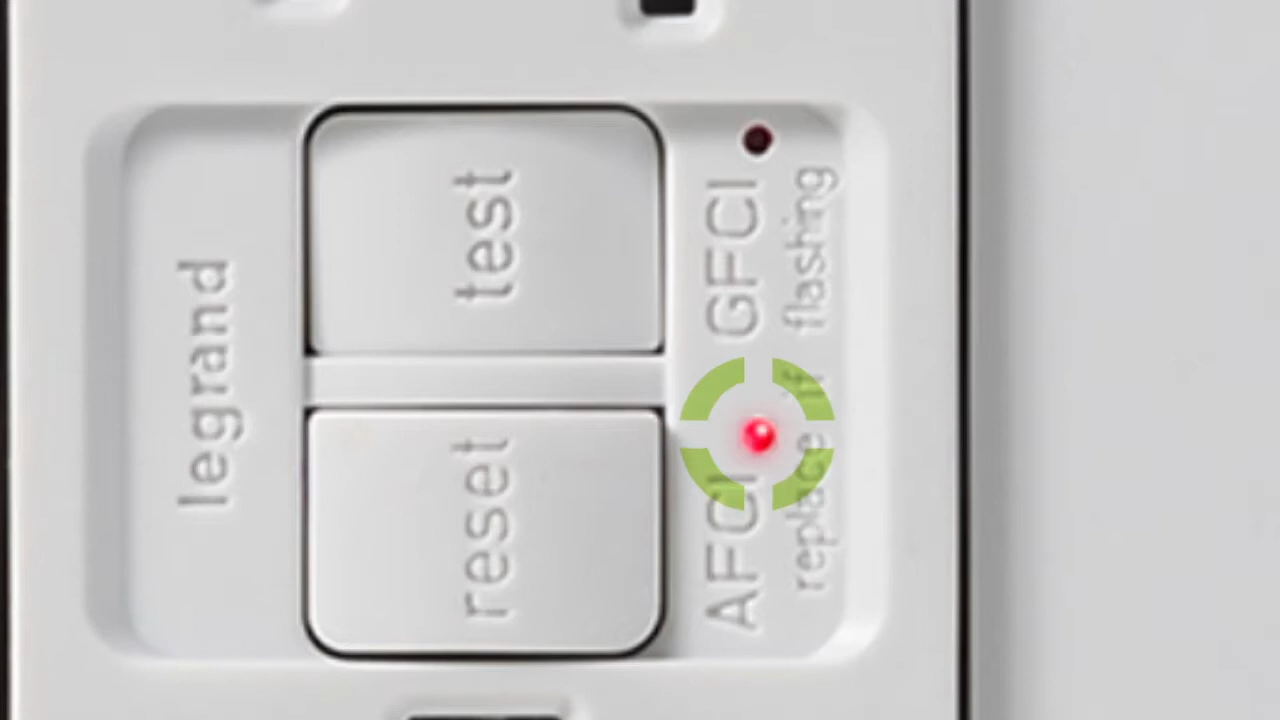 legrand
test
reset
AFCI GFCI
replace if flashing